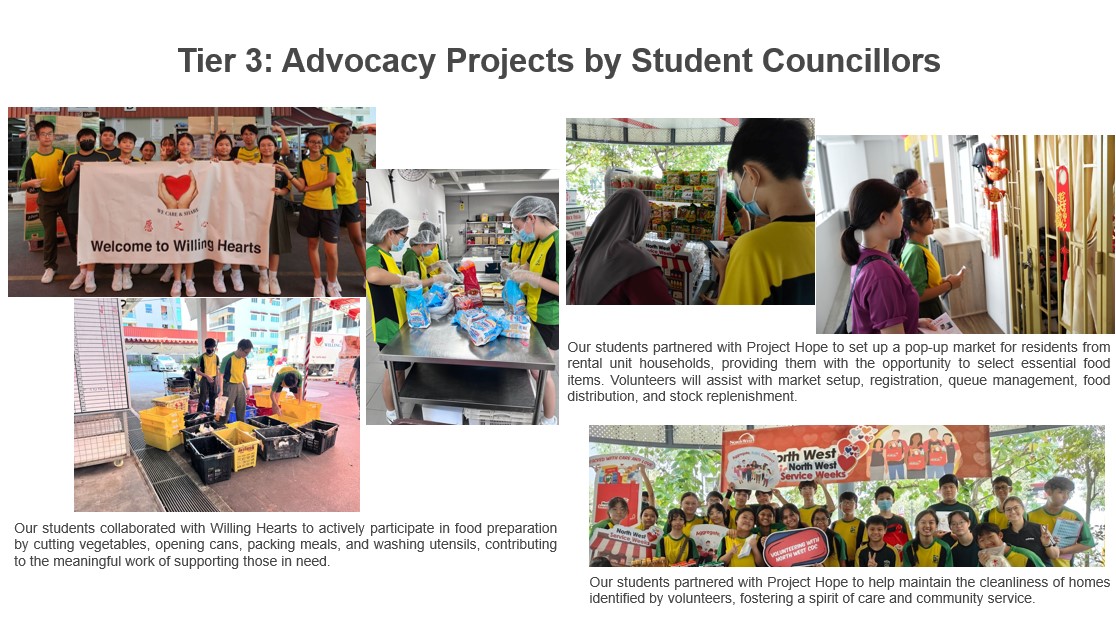 Tier 3: Advocacy Projects by Student Councillors
WE CARE & SHARE
Welcome to Willing Hearts
Our students collaborated with Willing Hearts to actively participate in food preparation
by cutting vegetables, opening cans, packing meals, and washing utensils, contributing
to the meaningful work of supporting those in need.
North West
Our students partnered with Project Hope to set up a pop-up market for residents from
rental unit households, providing them with the opportunity to select essential food
items. Volunteers will assist with market setup, registration, queue management, food
distribution, and stock replenishment.
North West
North West
Service Weeks
North West
Service Weeks
VOLUNTEERING WITH
NORTH WEST CDC
Our students partnered with Project Hope to help maintain the cleanliness of homes
identified by volunteers, fostering a spirit of care and community service.